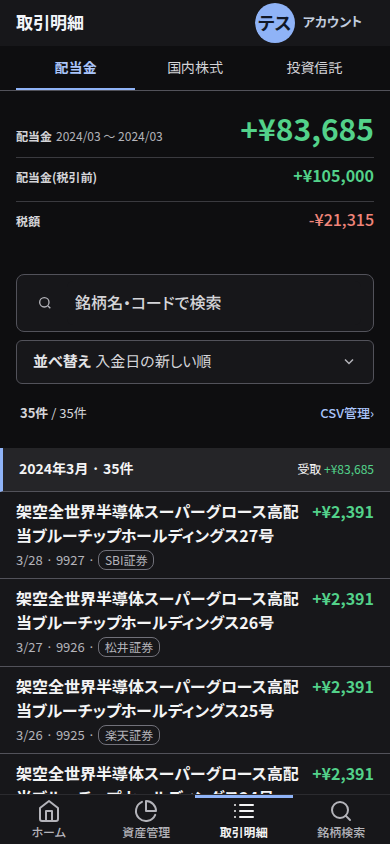 取引明細
テス アカウント
配当金 国内株式 投資信託
配当金 2024/03 〜 2024/03 +¥83,685
配当金(税引前) +¥105,000
税額 -¥21,315
銘柄名・コードで検索
並べ替え 入金日の新しい順
35件 / 35件 CSV管理›
2024年3月・35件 受取 +¥83,685
架空全世界半導体スーパーグロース高配 +¥2,391
当ブルーチップホールディングス27号
3/28・9927・ SBI証券
架空全世界半導体スーパーグロース高配 +¥2,391
当ブルーチップホールディングス26号
3/27・9926・ 松井証券
架空全世界半導体スーパーグロース高配 +¥2,391
当ブルーチップホールディングス25号
3/26・9925・ 楽天証券
架空全世界半導体スーパーグロース高配 +¥2,391
ホーム 資産管理 取引明細 銘柄検索